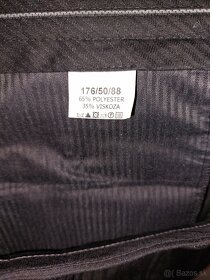 176/50/88
65% POLYESTER
35% VISKOZA
bazos.sk